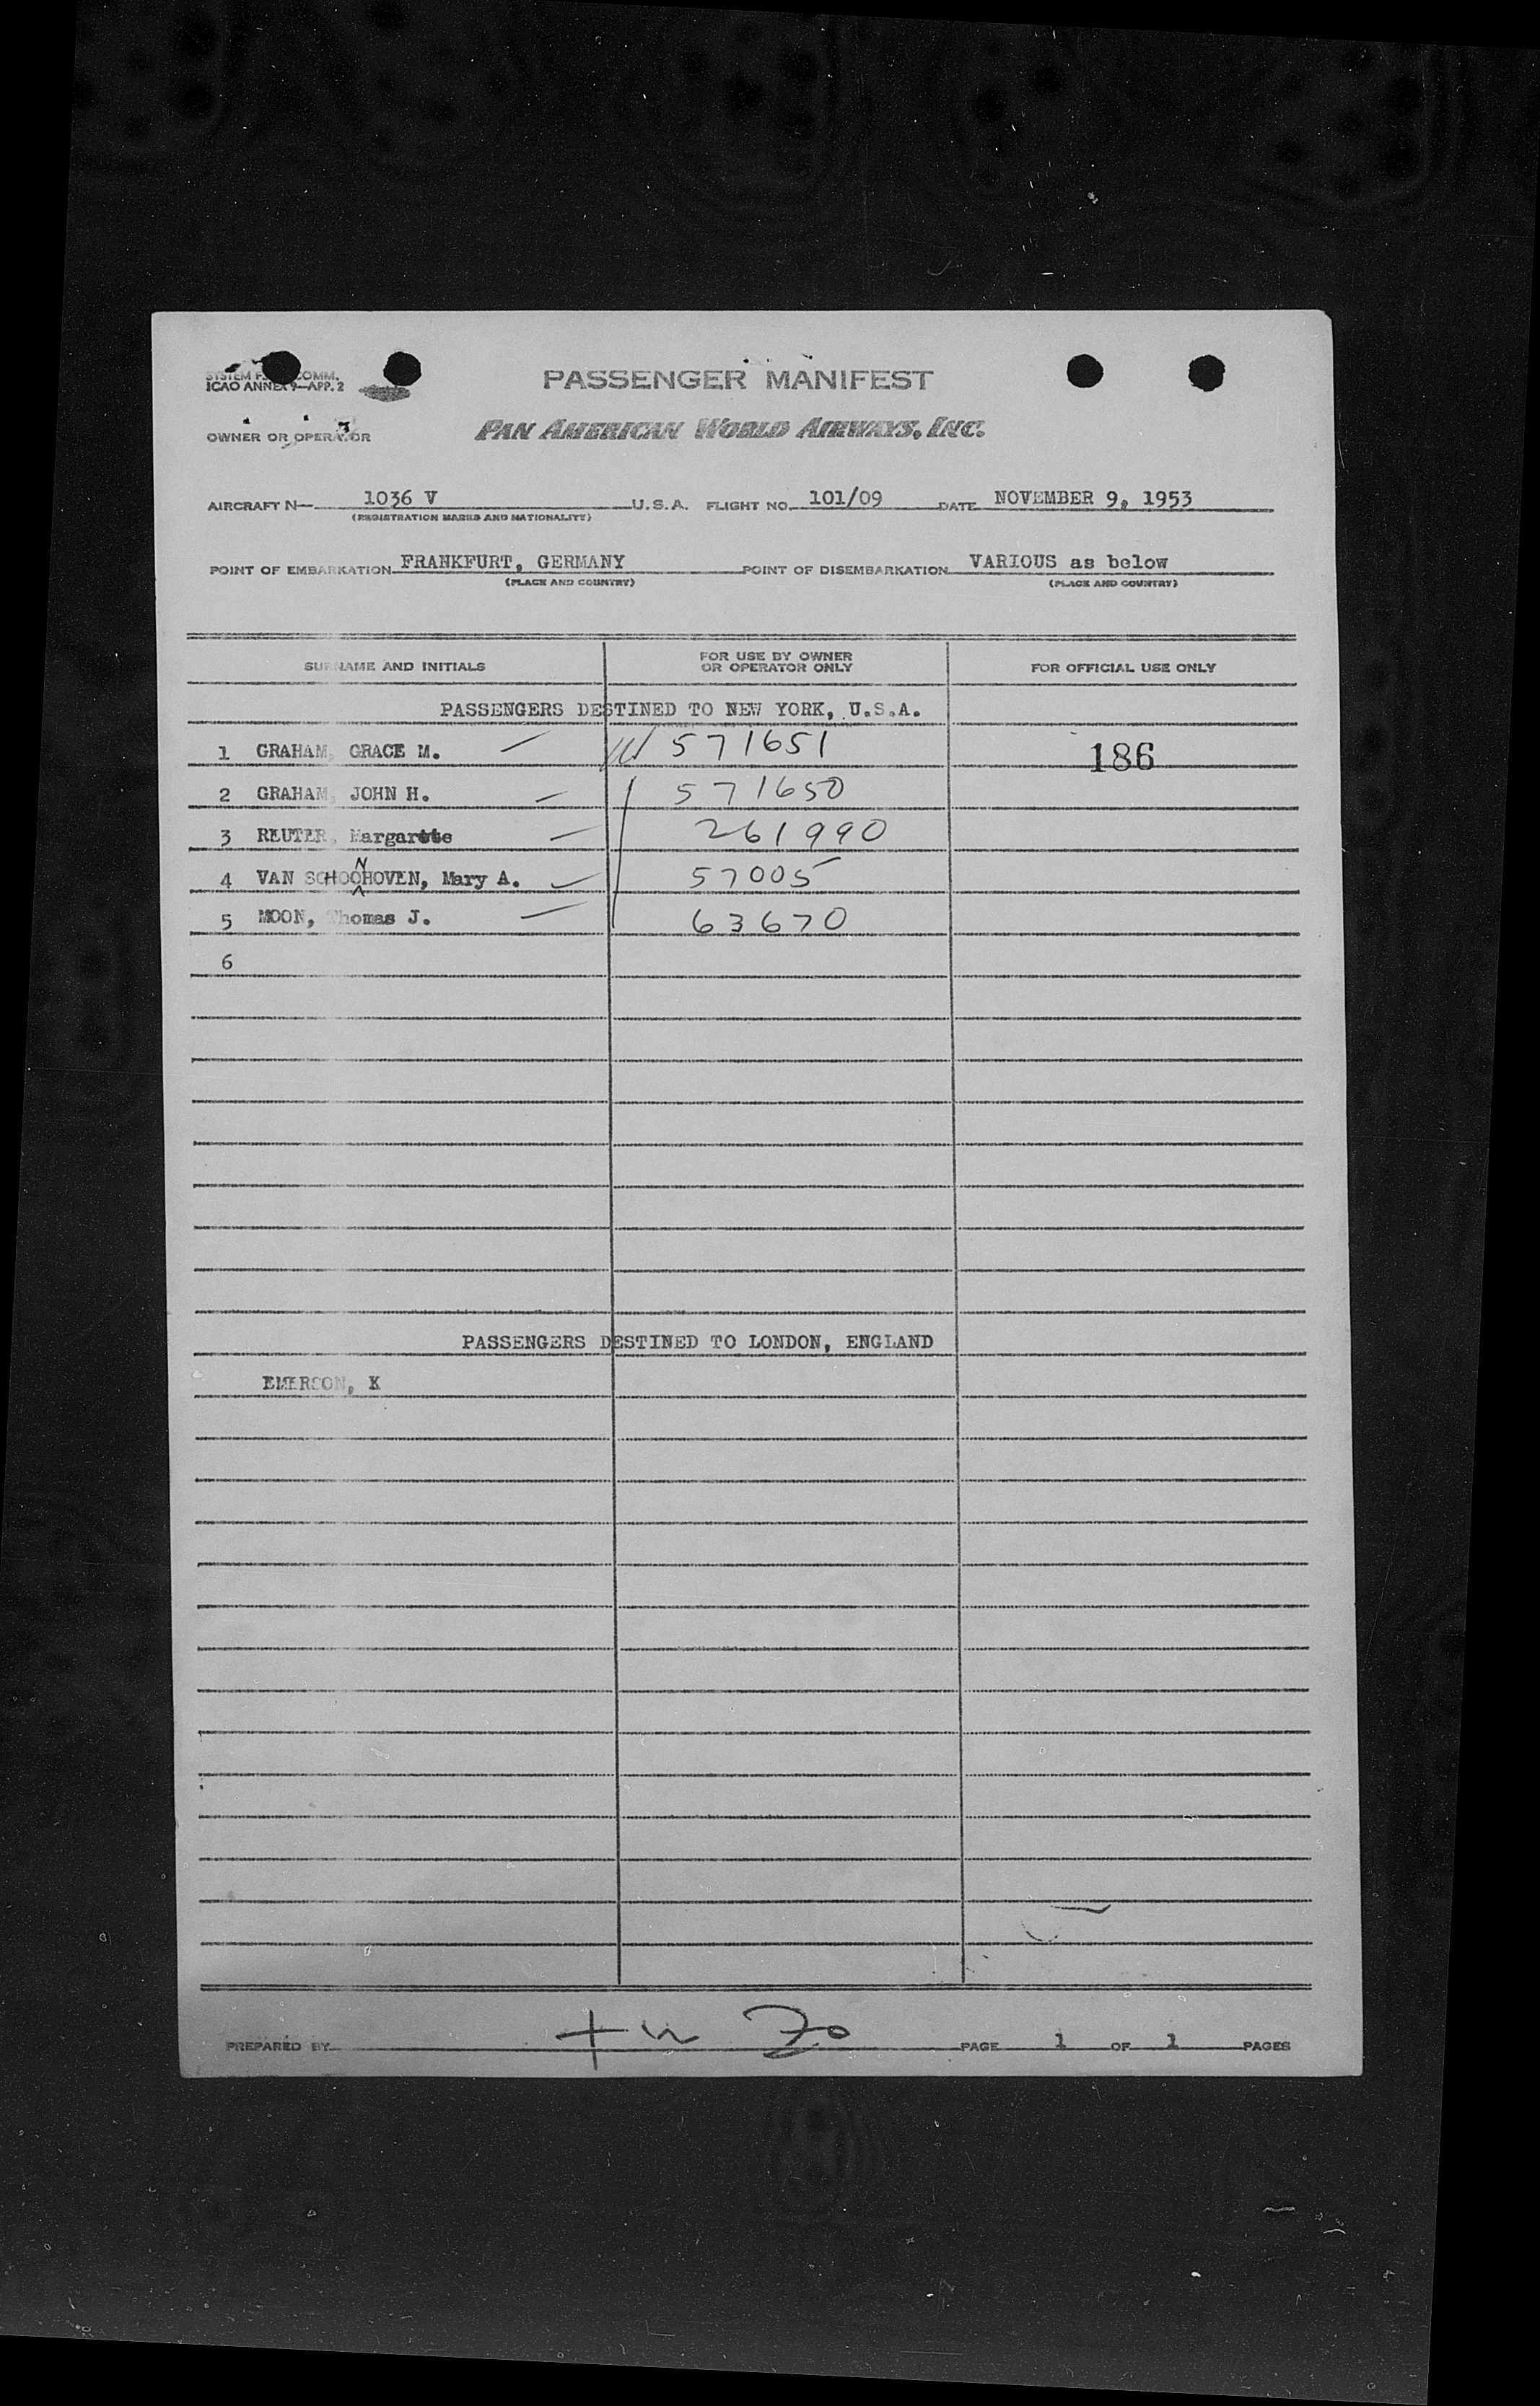 ICAO ANNEX 9—APP. 2
PASSENGER MANIFEST
OWNER OR OPERATOR
PAN AMERICAN WORLD AIRWAYS, INC.
AIRCRAFT N— 1036 V U.S.A. FLIGHT NO. 101/09 DATE NOVEMBER 9, 1953
(REGISTRATION MARKS AND NATIONALITY)
POINT OF EMBARKATION FRANKFURT, GERMANY POINT OF DISEMBARKATION VARIOUS as below
(PLACE AND COUNTRY) (PLACE AND COUNTRY)
SURNAME AND INITIALS FOR USE BY OWNER OR OPERATOR ONLY FOR OFFICIAL USE ONLY
PASSENGERS DESTINED TO NEW YORK, U.S.A.
1 GRAHAM, GRACE M. 571651 186
2 GRAHAM, JOHN H. 571650
3 REUTER, Margarete 261990
4 VAN SCHOONHOVEN, Mary A. 57005
5 MOON, Thomas J. 63670
6
PASSENGERS DESTINED TO LONDON, ENGLAND
EMERSON, K
PREPARED BY PAGE 1 OF 1 PAGES